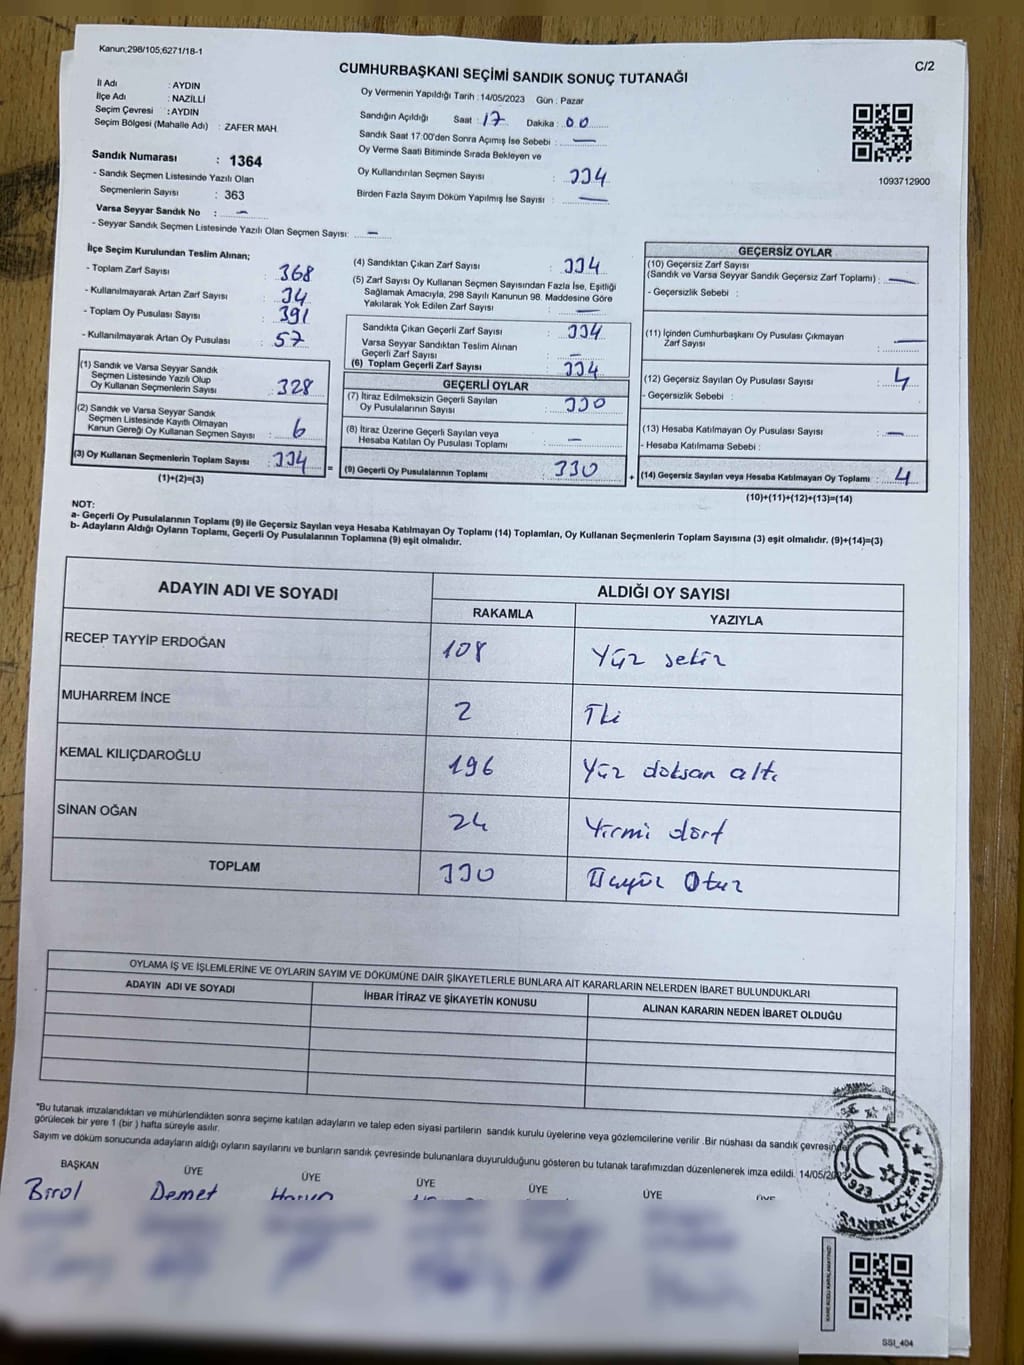 Kanun;298/105;6271/18-1
C/2
CUMHURBAŞKANI SEÇİMİ SANDIK SONUÇ TUTANAĞI
İl Adı : AYDIN
İlçe Adı : NAZİLLİ
Seçim Çevresi : AYDIN
Seçim Bölgesi (Mahalle Adı) : ZAFER MAH.
Sandık Numarası : 1364
- Sandık Seçmen Listesinde Yazılı Olan
Seçmenlerin Sayısı : 363
Varsa Seyyar Sandık No : -
- Seyyar Sandık Seçmen Listesinde Yazılı Olan Seçmen Sayısı: -
Oy Vermenin Yapıldığı Tarih : 14/05/2023 Gün : Pazar
Sandığın Açıldığı Saat : 17 Dakika : 00
Sandık Saat 17:00'den Sonra Açılmış İse Sebebi : -
Oy Verme Saati Bitiminde Sırada Bekleyen ve
Oy Kullandırılan Seçmen Sayısı : 334
Birden Fazla Sayım Döküm Yapılmış İse Sayısı : -
1093712900
İlçe Seçim Kurulundan Teslim Alınan;
- Toplam Zarf Sayısı : 368
- Kullanılmayarak Artan Zarf Sayısı : 34
- Toplam Oy Pusulası Sayısı : 391
- Kullanılmayarak Artan Oy Pusulası : 57
(1) Sandık ve Varsa Seyyar Sandık
Seçmen Listesinde Yazılı Olup
Oy Kullanan Seçmenlerin Sayısı : 328
(2) Sandık ve Varsa Seyyar Sandık
Seçmen Listesinde Kayıtlı Olmayan
Kanun Gereği Oy Kullanan Seçmen Sayısı : 6
(3) Oy Kullanan Seçmenlerin Toplam Sayısı : 334
(1)+(2)=(3)
(4) Sandıktan Çıkan Zarf Sayısı : 334
(5) Zarf Sayısı Oy Kullanan Seçmen Sayısından Fazla İse, Eşitliği
Sağlamak Amacıyla, 298 Sayılı Kanunun 98. Maddesine Göre
Yakılarak Yok Edilen Zarf Sayısı : -
Sandıkta Çıkan Geçerli Zarf Sayısı : 334
Varsa Seyyar Sandıktan Teslim Alınan
Geçerli Zarf Sayısı : -
(6) Toplam Geçerli Zarf Sayısı : 334
GEÇERLİ OYLAR
(7) İtiraz Edilmeksizin Geçerli Sayılan
Oy Pusulalarının Sayısı : 330
(8) İtiraz Üzerine Geçerli Sayılan veya
Hesaba Katılan Oy Pusulası Toplamı : -
= (9) Geçerli Oy Pusulalarının Toplamı : 330 +
GEÇERSİZ OYLAR
(10) Geçersiz Zarf Sayısı
(Sandık ve Varsa Seyyar Sandık Geçersiz Zarf Toplamı) : -
- Geçersizlik Sebebi :
(11) İçinden Cumhurbaşkanı Oy Pusulası Çıkmayan
Zarf Sayısı : -
(12) Geçersiz Sayılan Oy Pusulası Sayısı : 4
- Geçersizlik Sebebi :
(13) Hesaba Katılmayan Oy Pusulası Sayısı : -
- Hesaba Katılmama Sebebi :
(14) Geçersiz Sayılan veya Hesaba Katılmayan Oy Toplamı : 4
(10)+(11)+(12)+(13)=(14)
NOT:
a- Geçerli Oy Pusulalarının Toplamı (9) ile Geçersiz Sayılan veya Hesaba Katılmayan Oy Toplamı (14) Toplamları, Oy Kullanan Seçmenlerin Toplam Sayısına (3) eşit olmalıdır. (9)+(14)=(3)
b- Adayların Aldığı Oyların Toplamı, Geçerli Oy Pusulalarının Toplamına (9) eşit olmalıdır.
ADAYIN ADI VE SOYADI ALDIĞI OY SAYISI
RAKAMLA YAZIYLA
RECEP TAYYİP ERDOĞAN 108 Yüz sekiz
MUHARREM İNCE 2 İki
KEMAL KILIÇDAROĞLU 196 Yüz doksan altı
SİNAN OĞAN 24 Yirmi dört
TOPLAM 330 Üçyüz Otuz
OYLAMA İŞ VE İŞLEMLERİNE VE OYLARIN SAYIM VE DÖKÜMÜNE DAİR ŞİKAYETLERLE BUNLARA AİT KARARLARIN NELERDEN İBARET BULUNDUKLARI
ADAYIN ADI VE SOYADI İHBAR İTİRAZ VE ŞİKAYETİN KONUSU ALINAN KARARIN NEDEN İBARET OLDUĞU
"Bu tutanak imzalandıktan ve mühürlendikten sonra seçime katılan adayların ve talep eden siyasi partilerin sandık kurulu üyelerine veya gözlemcilerine verilir .Bir nüshası da sandık çevresinde
görülecek bir yere 1 (bir ) hafta süreyle asılır.
Sayım ve döküm sonucunda adayların aldığı oyların sayılarını ve bunların sandık çevresinde bulunanlara duyurulduğunu gösteren bu tutanak tarafımızdan düzenlenerek imza edildi. 14/05/2023
BAŞKAN ÜYE ÜYE ÜYE ÜYE ÜYE ÜYE
Birol Demet Harun
T.C.
1923
İLÇESİ
SANDIK KURULU
SSI_404